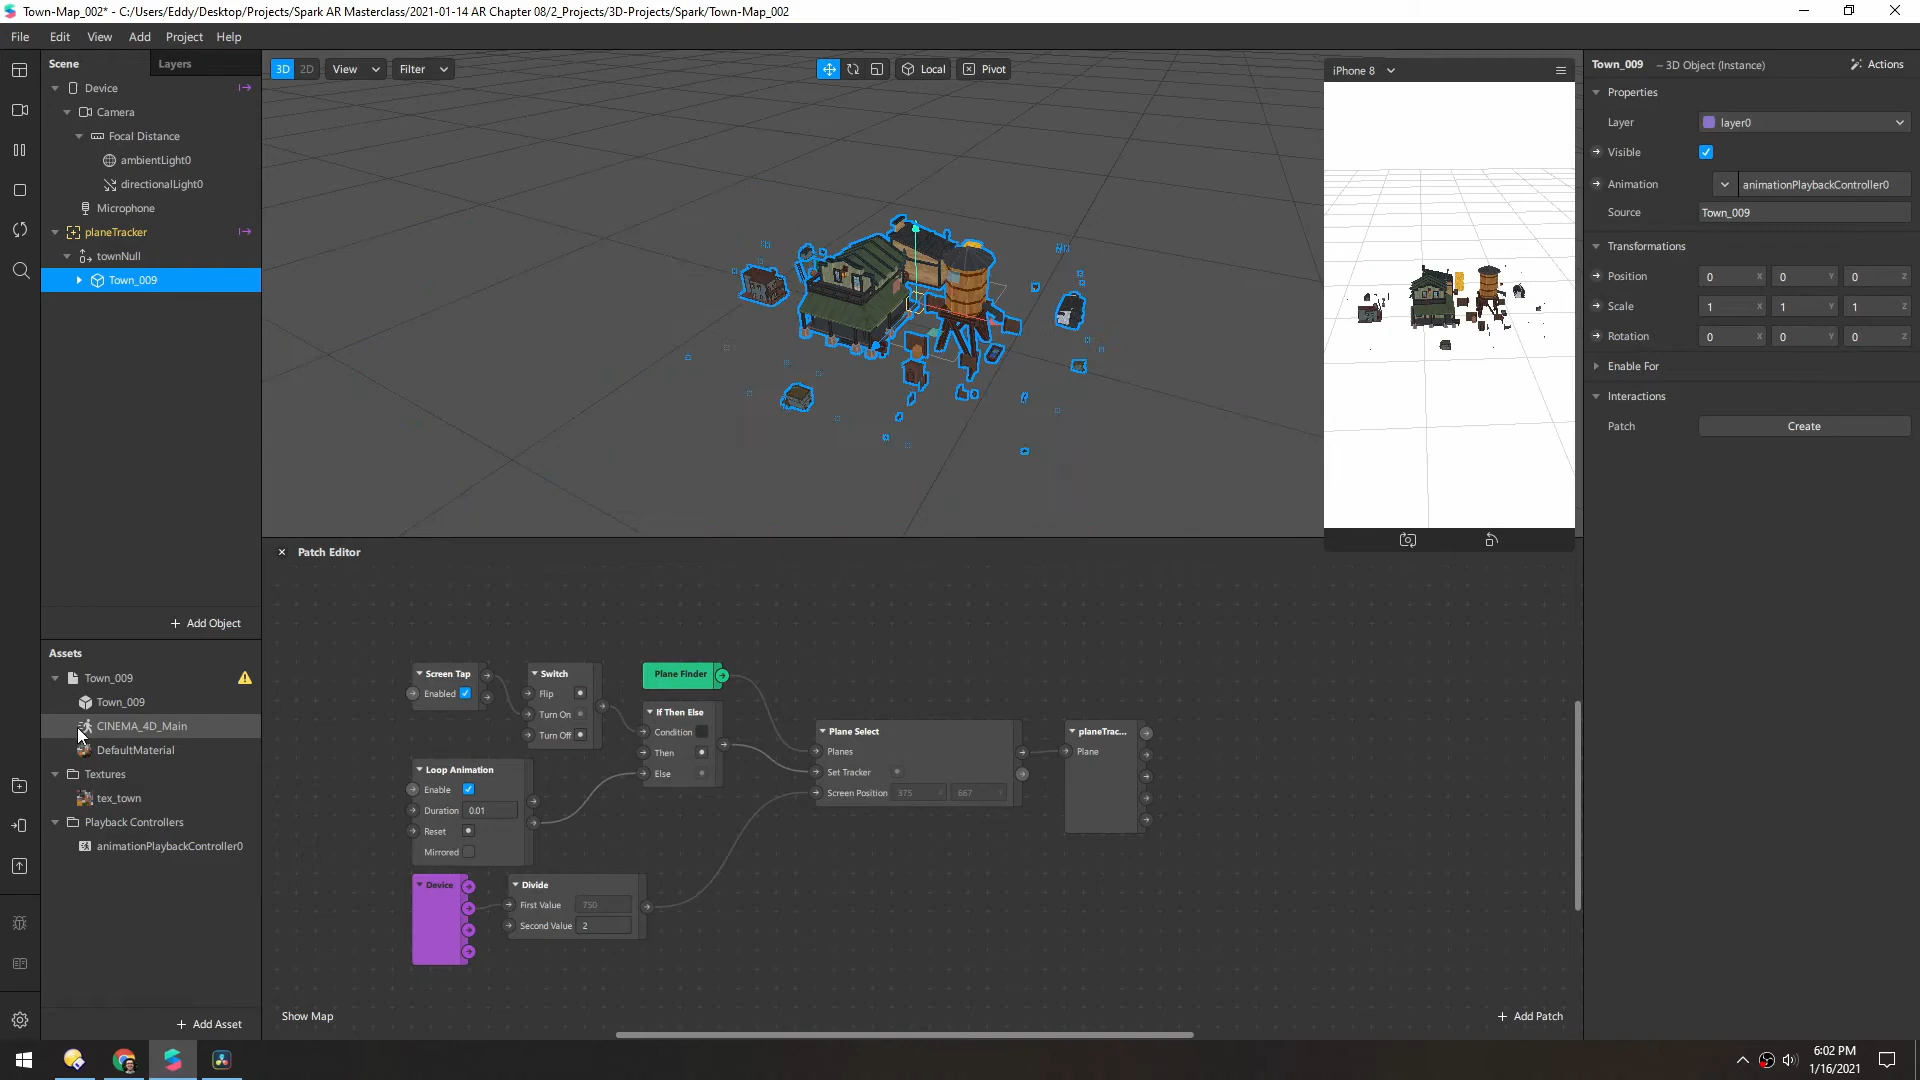 Town-Map_002* - C:/Users/Eddy/Desktop/Projects/Spark AR Masterclass/2021-01-14 AR Chapter 08/2_Projects/3D-Projects/Spark/Town-Map_002
File Edit View Add Project Help
Scene Layers
Device
Camera
Focal Distance
ambientLight0
directionalLight0
Microphone
planeTracker
townNull
Town_009
+ Add Object
3D 2D View Filter
Local Pivot
iPhone 8
Town_009 – 3D Object (Instance) Actions
Properties
Layer layer0
Visible
Animation animationPlaybackController0
Source Town_009
Transformations
Position 0 X 0 Y 0 Z
Scale 1 X 1 Y 1 Z
Rotation 0 X 0 Y 0 Z
Enable For
Interactions
Patch Create
Assets
Town_009
Town_009
CINEMA_4D_Main
DefaultMaterial
Textures
tex_town
Playback Controllers
animationPlaybackController0
+ Add Asset
Patch Editor
Screen Tap
Enabled
Switch
Flip
Turn On
Turn Off
Plane Finder
If Then Else
Condition
Then
Else
Loop Animation
Enable
Duration 0.01
Reset
Mirrored
Device
Divide
First Value 750
Second Value 2
Plane Select
Planes
Set Tracker
Screen Position 375 X 667 Y
planeTrac...
Plane
Show Map
+ Add Patch
6:02 PM
1/16/2021